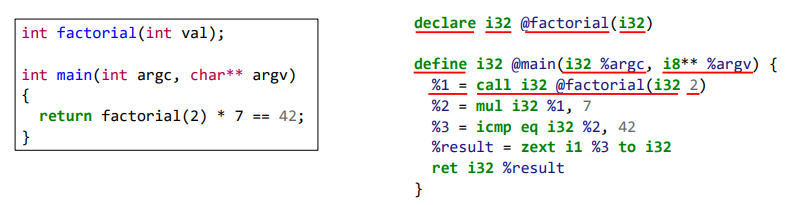 int factorial(int val);
int main(int argc, char** argv)
{
return factorial(2) * 7 == 42;
}
declare i32 @factorial(i32)
define i32 @main(i32 %argc, i8** %argv) {
%1 = call i32 @factorial(i32 2)
%2 = mul i32 %1, 7
%3 = icmp eq i32 %2, 42
%result = zext i1 %3 to i32
ret i32 %result
}